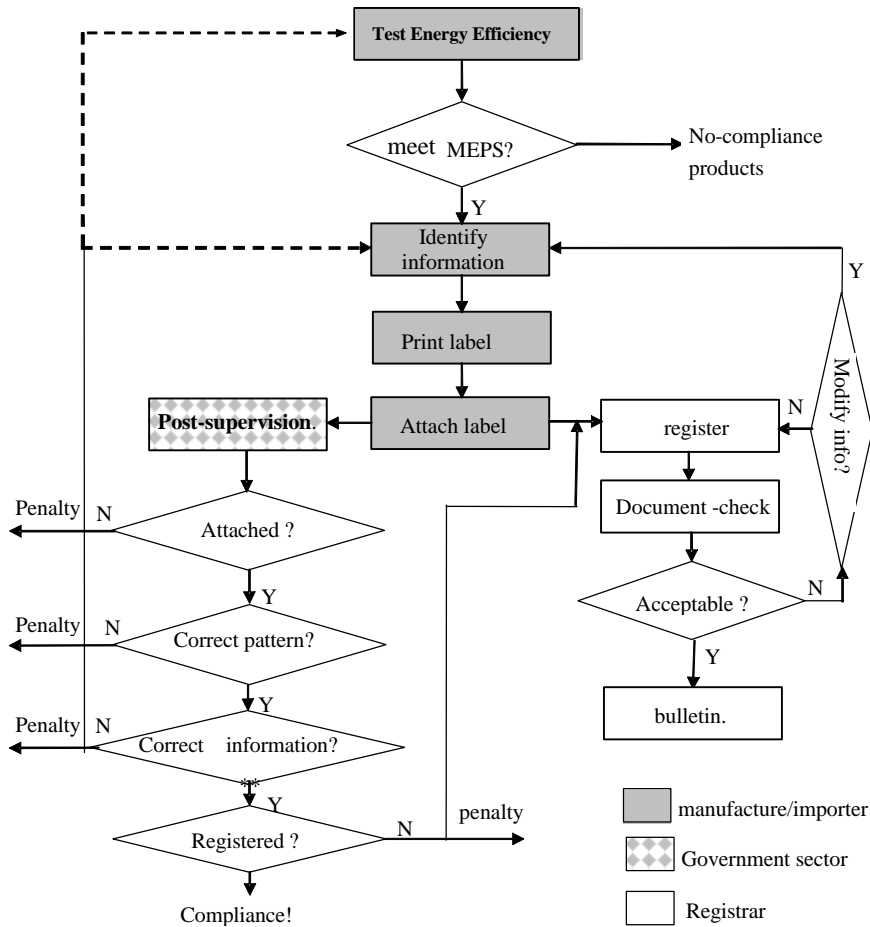 Test Energy Efficiency
meet MEPS?
No-compliance
products
Y
Identify
information
Y
Print label
Modify info?
Post-supervision.
Attach label
N
register
Penalty
N
Attached ?
Document -check
Y
Acceptable ?
N
Penalty
N
Correct pattern?
Y
Y
bulletin.
Penalty
N
Correct information?
**
Y
penalty
manufacture/importer
Registered ?
N
Government sector
Compliance!
Registrar